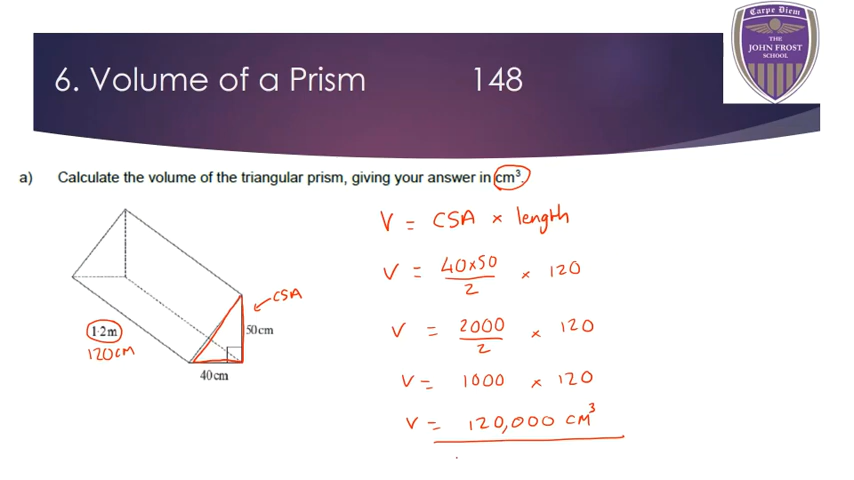 Carpe Diem
THE
JOHN FROST
SCHOOL
6. Volume of a Prism 148
a) Calculate the volume of the triangular prism, giving your answer in cm³.
V = CSA × length
V = 40×50/2 × 120
V = 2000/2 × 120
V = 1000 × 120
V = 120,000 cm³
CSA
1·2m
120cm
50cm
40cm